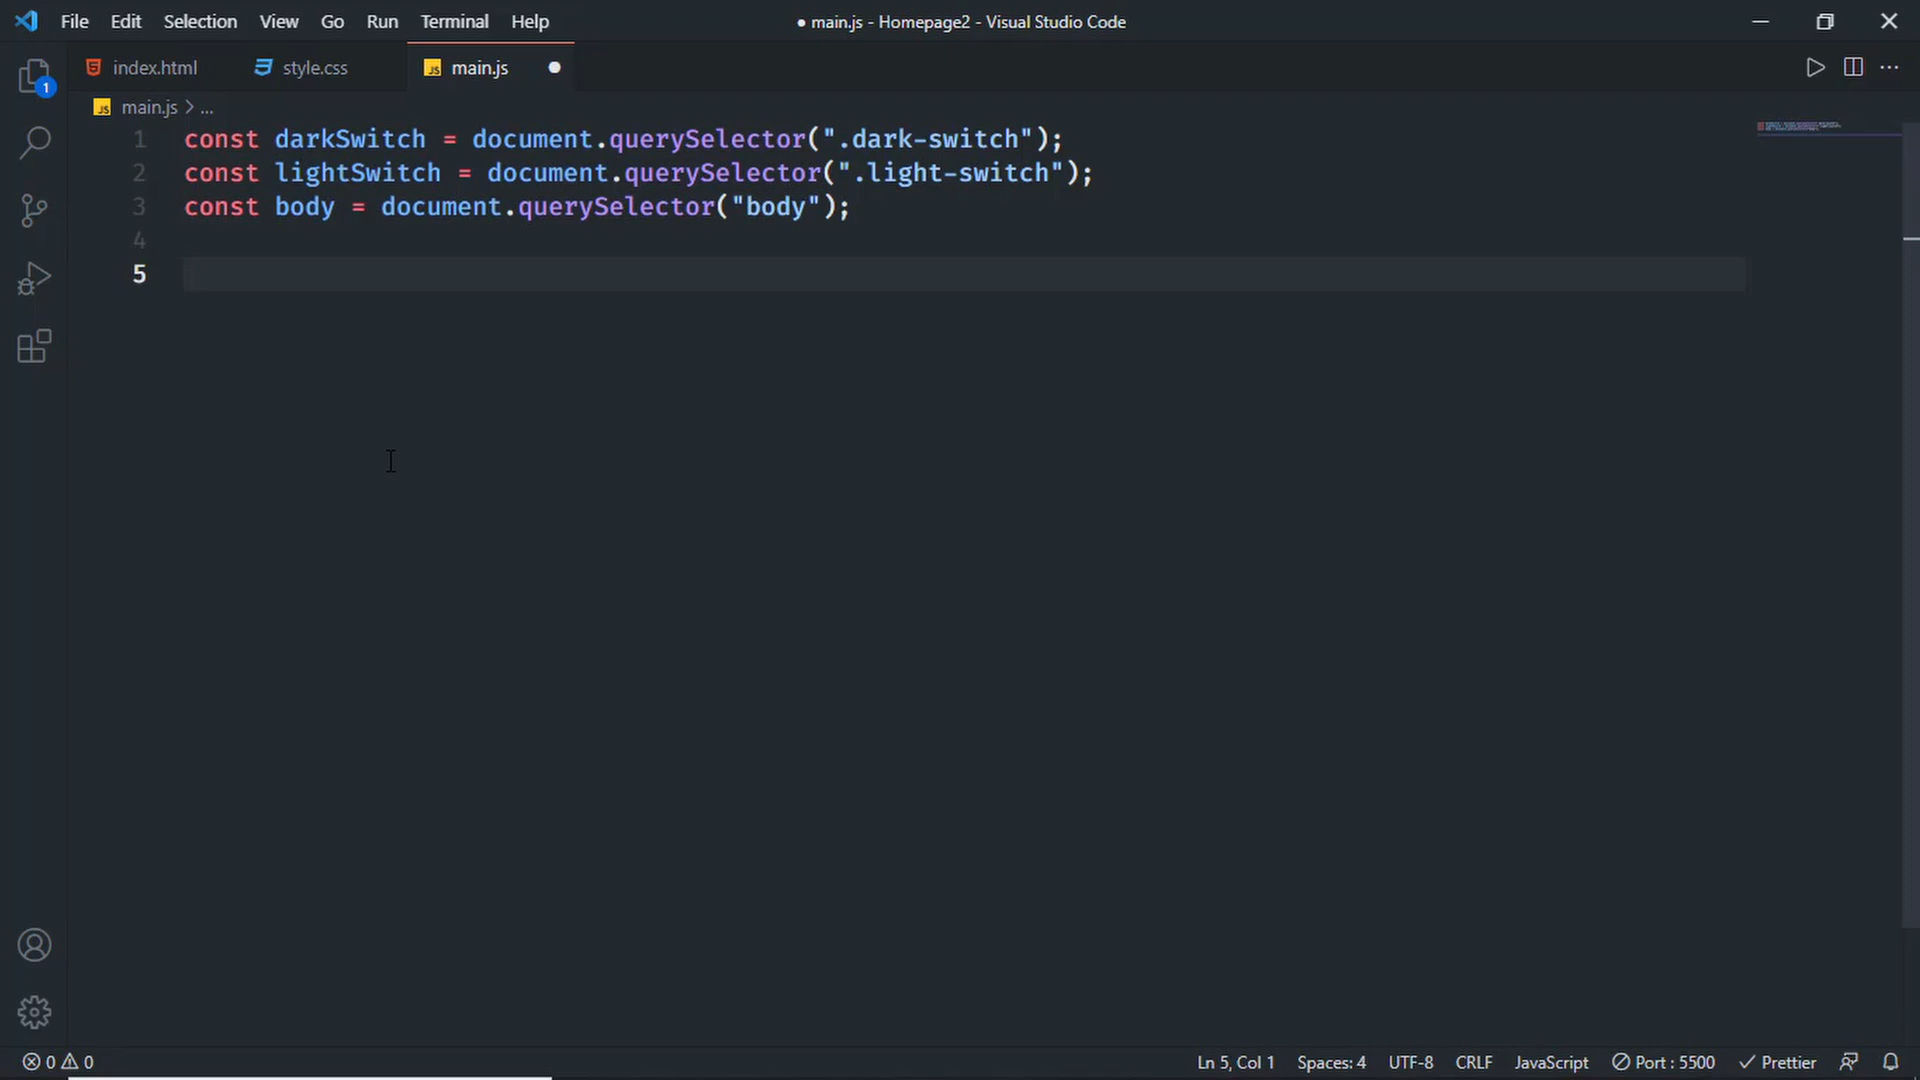 File Edit Selection View Go Run Terminal Help ● main.js - Homepage2 - Visual Studio Code
index.html style.css JS main.js ●
1
JS main.js > ...
1 const darkSwitch = document.querySelector(".dark-switch");
2 const lightSwitch = document.querySelector(".light-switch");
3 const body = document.querySelector("body");
4
5
0 0 Ln 5, Col 1 Spaces: 4 UTF-8 CRLF JavaScript Port : 5500 Prettier